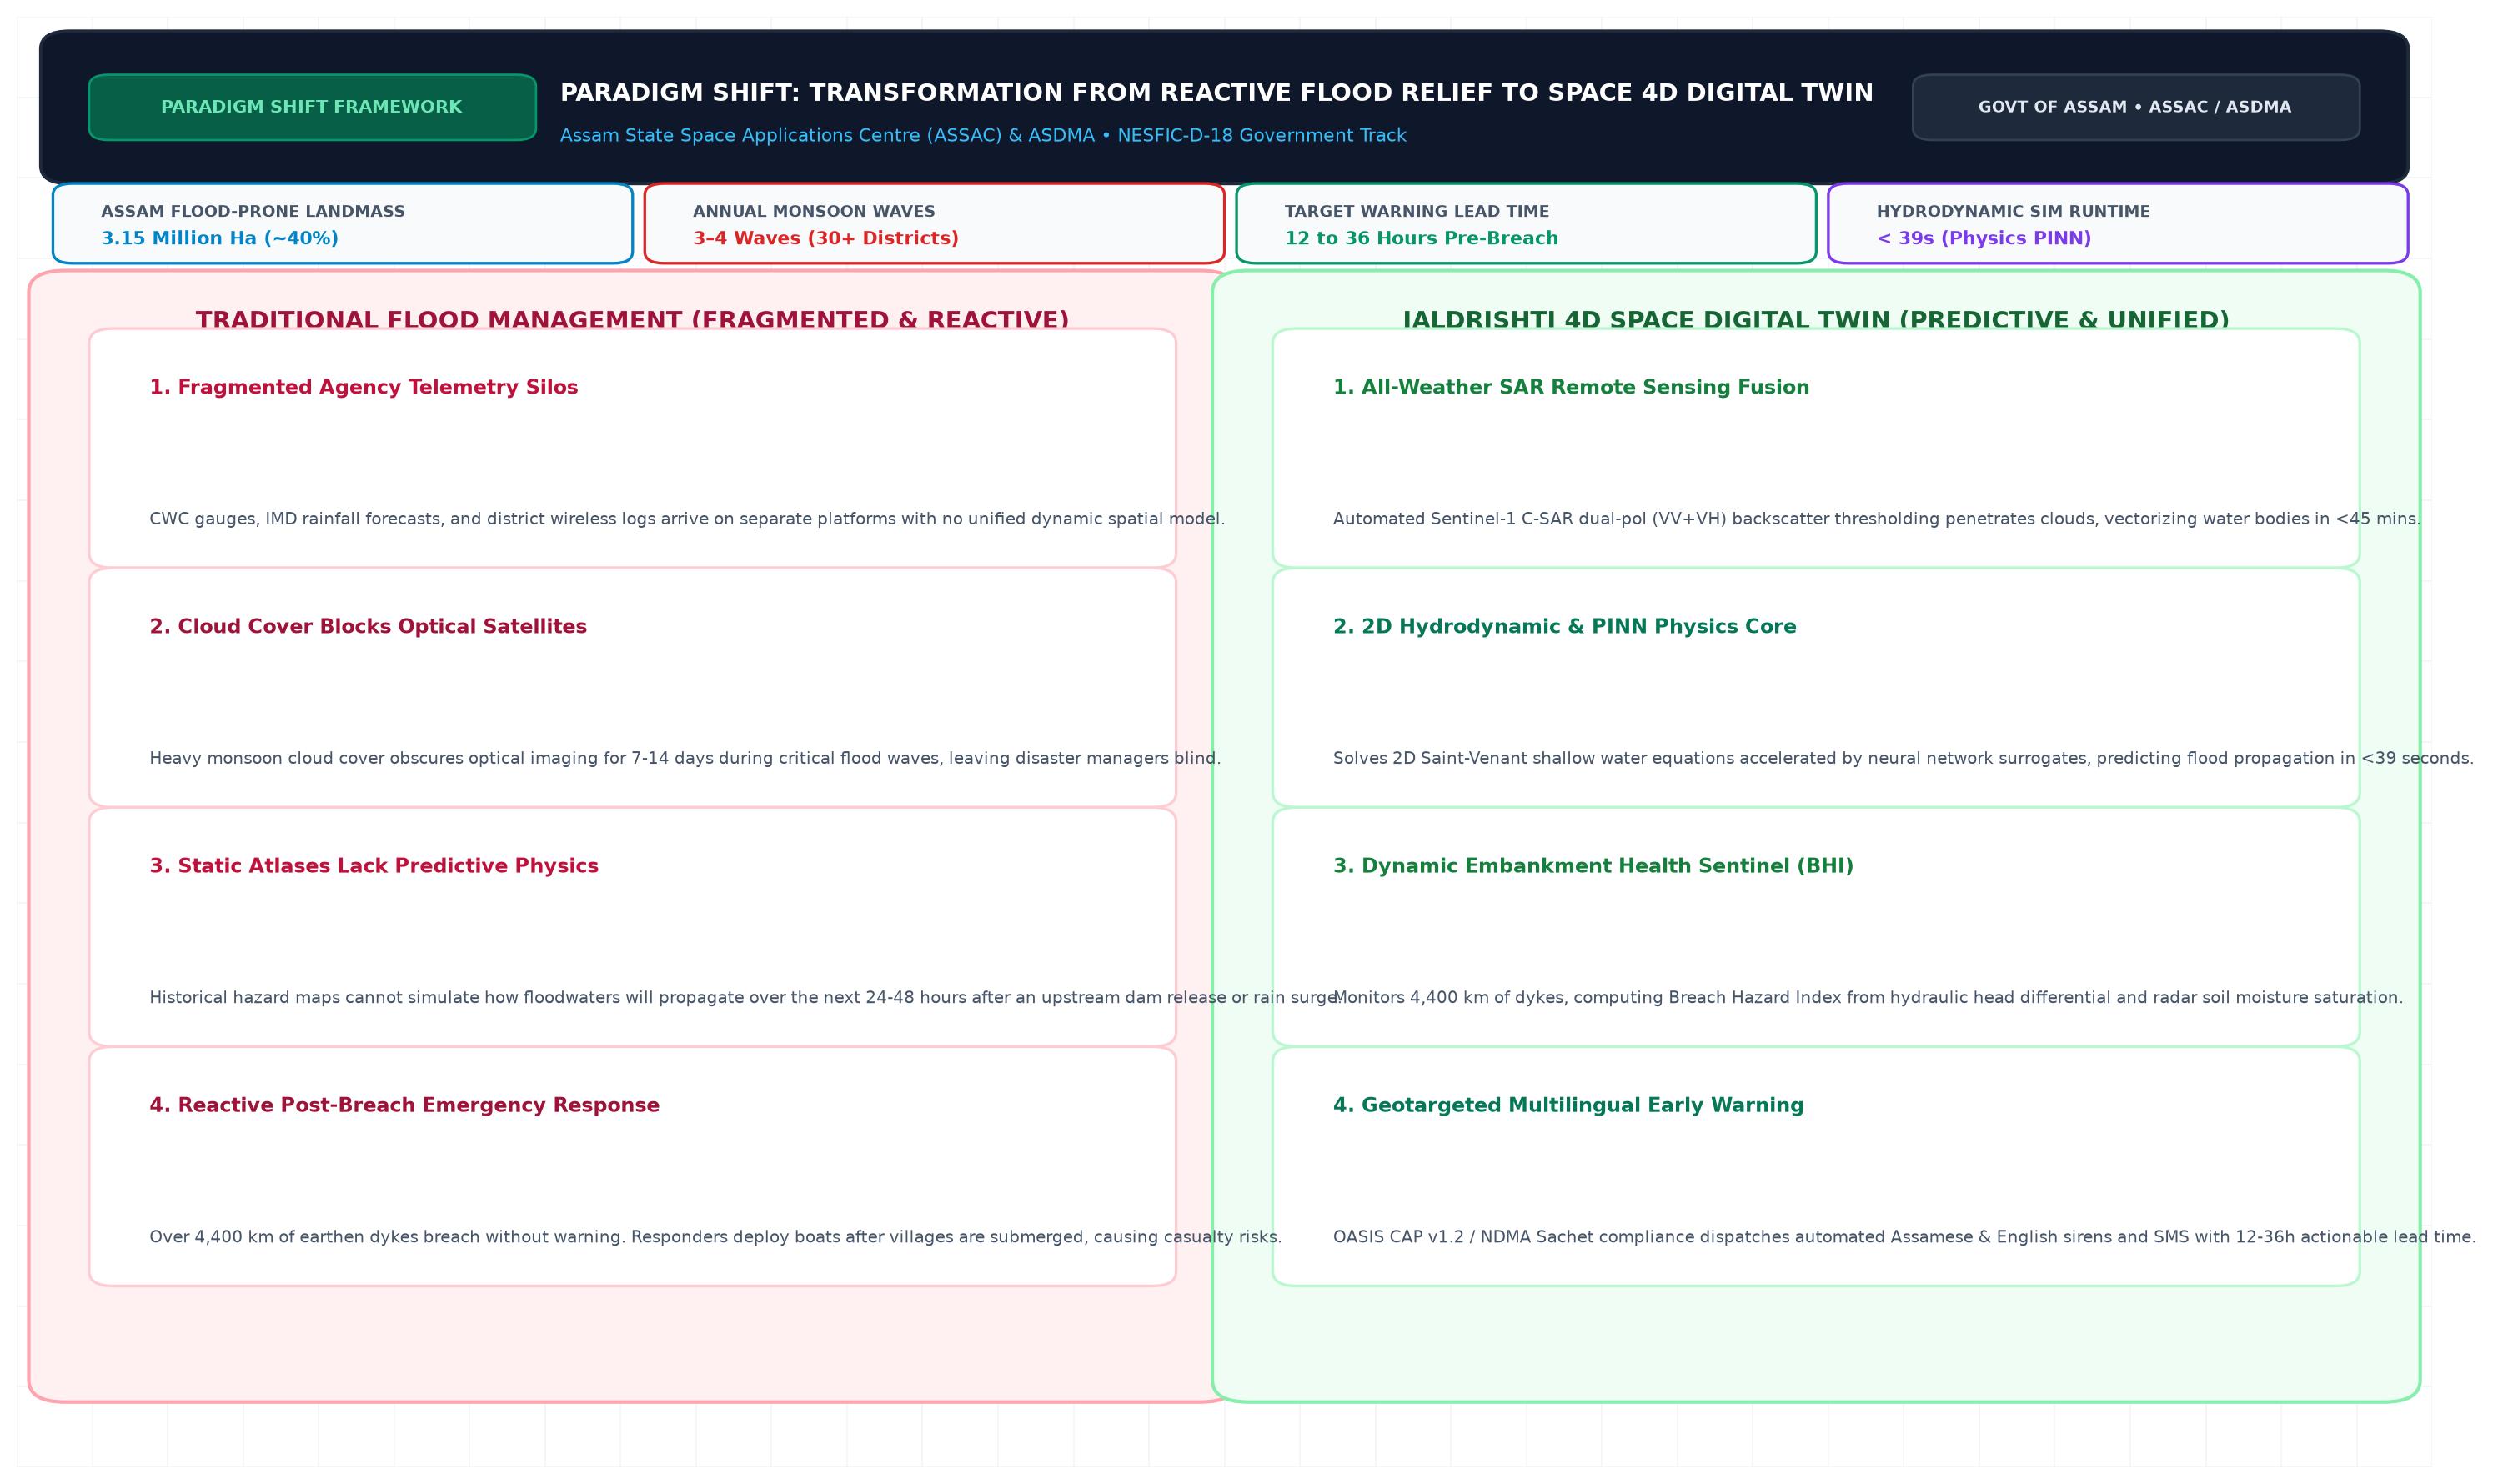 PARADIGM SHIFT FRAMEWORK
PARADIGM SHIFT: TRANSFORMATION FROM REACTIVE FLOOD RELIEF TO SPACE 4D DIGITAL TWIN
Assam State Space Applications Centre (ASSAC) & ASDMA • NESFIC-D-18 Government Track
GOVT OF ASSAM • ASSAC / ASDMA
ASSAM FLOOD-PRONE LANDMASS
3.15 Million Ha (~40%)
ANNUAL MONSOON WAVES
3–4 Waves (30+ Districts)
TARGET WARNING LEAD TIME
12 to 36 Hours Pre-Breach
HYDRODYNAMIC SIM RUNTIME
< 39s (Physics PINN)
TRADITIONAL FLOOD MANAGEMENT (FRAGMENTED & REACTIVE)
1. Fragmented Agency Telemetry Silos
CWC gauges, IMD rainfall forecasts, and district wireless logs arrive on separate platforms with no unified dynamic spatial model.
2. Cloud Cover Blocks Optical Satellites
Heavy monsoon cloud cover obscures optical imaging for 7-14 days during critical flood waves, leaving disaster managers blind.
3. Static Atlases Lack Predictive Physics
Historical hazard maps cannot simulate how floodwaters will propagate over the next 24-48 hours after an upstream dam release or rain surge.
4. Reactive Post-Breach Emergency Response
Over 4,400 km of earthen dykes breach without warning. Responders deploy boats after villages are submerged, causing casualty risks.
JALDRISHTI 4D SPACE DIGITAL TWIN (PREDICTIVE & UNIFIED)
1. All-Weather SAR Remote Sensing Fusion
Automated Sentinel-1 C-SAR dual-pol (VV+VH) backscatter thresholding penetrates clouds, vectorizing water bodies in <45 mins.
2. 2D Hydrodynamic & PINN Physics Core
Solves 2D Saint-Venant shallow water equations accelerated by neural network surrogates, predicting flood propagation in <39 seconds.
3. Dynamic Embankment Health Sentinel (BHI)
Monitors 4,400 km of dykes, computing Breach Hazard Index from hydraulic head differential and radar soil moisture saturation.
4. Geotargeted Multilingual Early Warning
OASIS CAP v1.2 / NDMA Sachet compliance dispatches automated Assamese & English sirens and SMS with 12-36h actionable lead time.